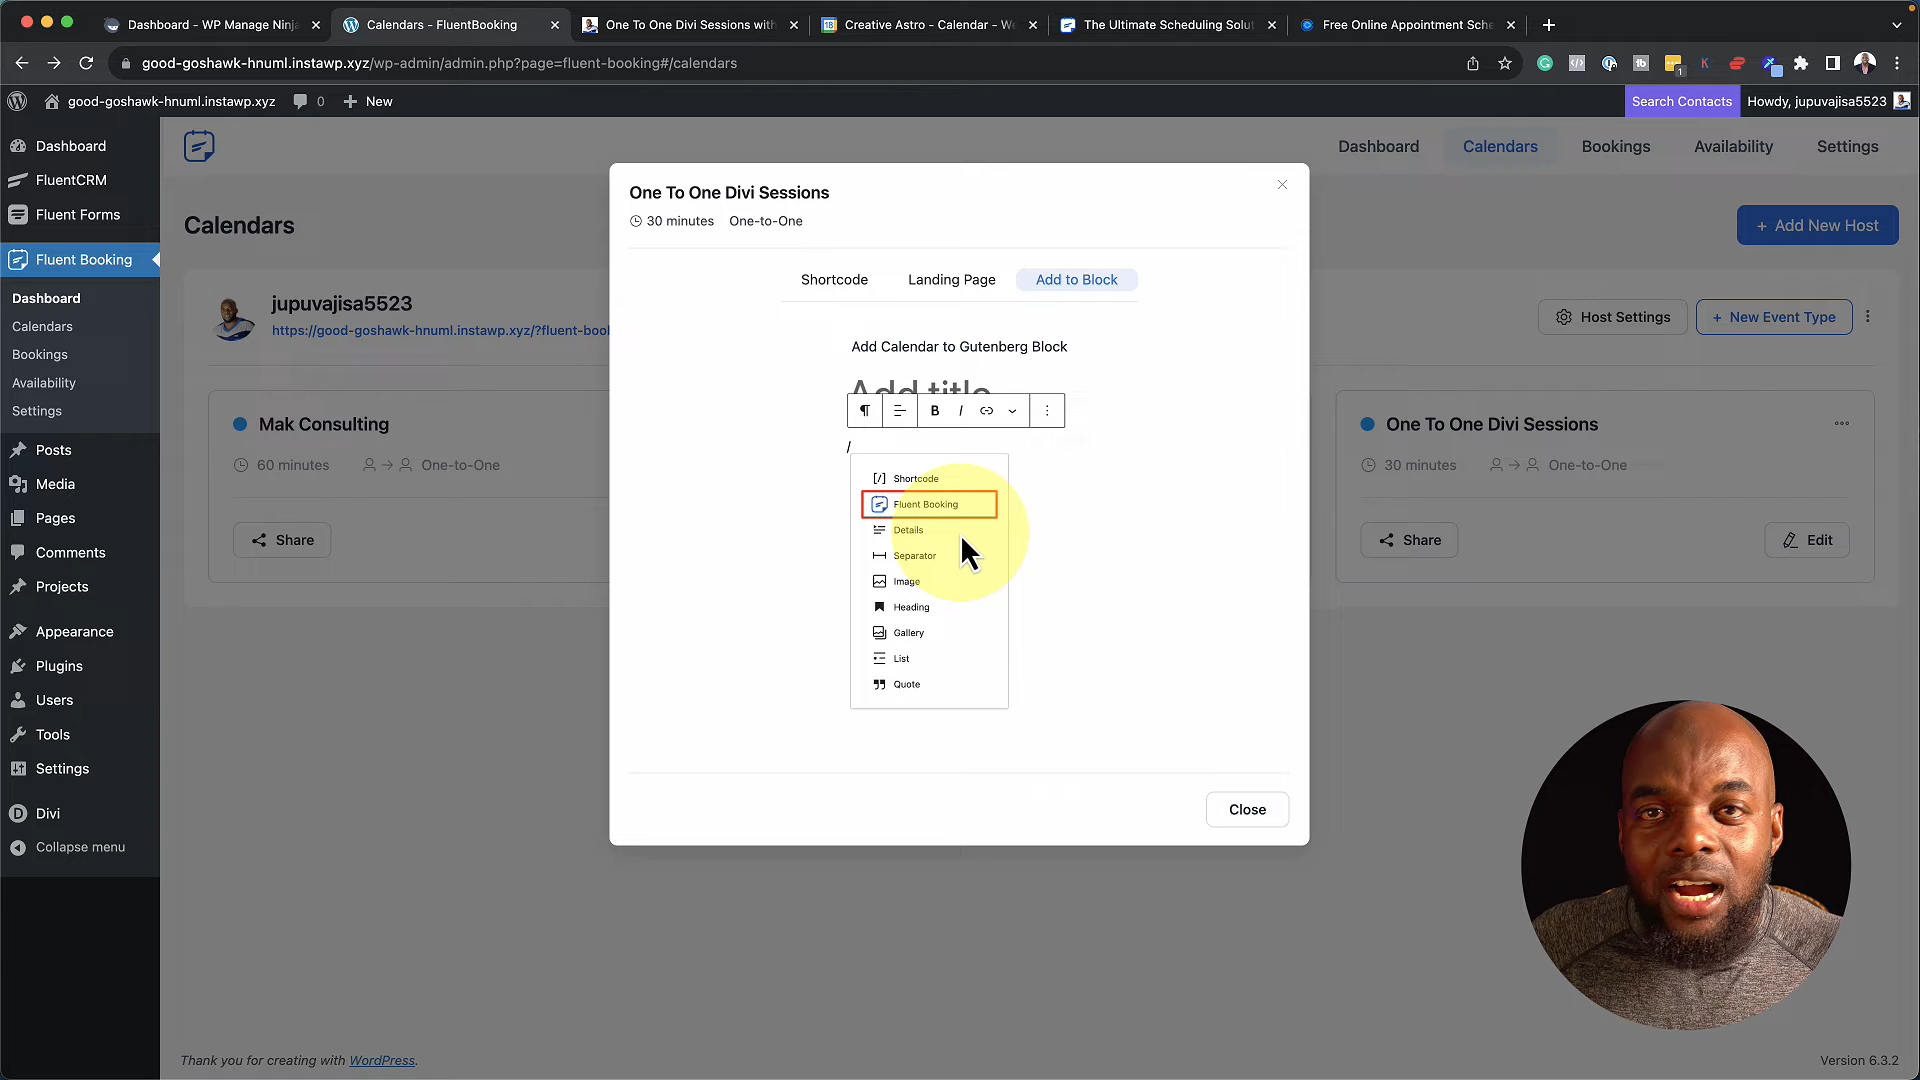 Dashboard - WP Manage Ninja
Calendars - FluentBooking
One To One Divi Sessions with
Creative Astro - Calendar - We
The Ultimate Scheduling Solut
Free Online Appointment Sche
good-goshawk-hnuml.instawp.xyz/wp-admin/admin.php?page=fluent-booking#/calendars
good-goshawk-hnuml.instawp.xyz
0
New
Search Contacts
Howdy, jupuvajisa5523
Dashboard
FluentCRM
Fluent Forms
Fluent Booking
Dashboard
Calendars
Bookings
Availability
Settings
Posts
Media
Pages
Comments
Projects
Appearance
Plugins
Users
Tools
Settings
Divi
Collapse menu
Dashboard
Calendars
Bookings
Availability
Settings
Calendars
+ Add New Host
jupuvajisa5523
https://good-goshawk-hnuml.instawp.xyz/?fluent-bool
Host Settings
+ New Event Type
Mak Consulting
60 minutes
One-to-One
Share
One To One Divi Sessions
30 minutes
One-to-One
Share
Edit
One To One Divi Sessions
30 minutes
One-to-One
Shortcode
Landing Page
Add to Block
Add Calendar to Gutenberg Block
Add title
B
I
/
[/] Shortcode
Fluent Booking
Details
Separator
Image
Heading
Gallery
List
Quote
Close
Thank you for creating with WordPress.
Version 6.3.2